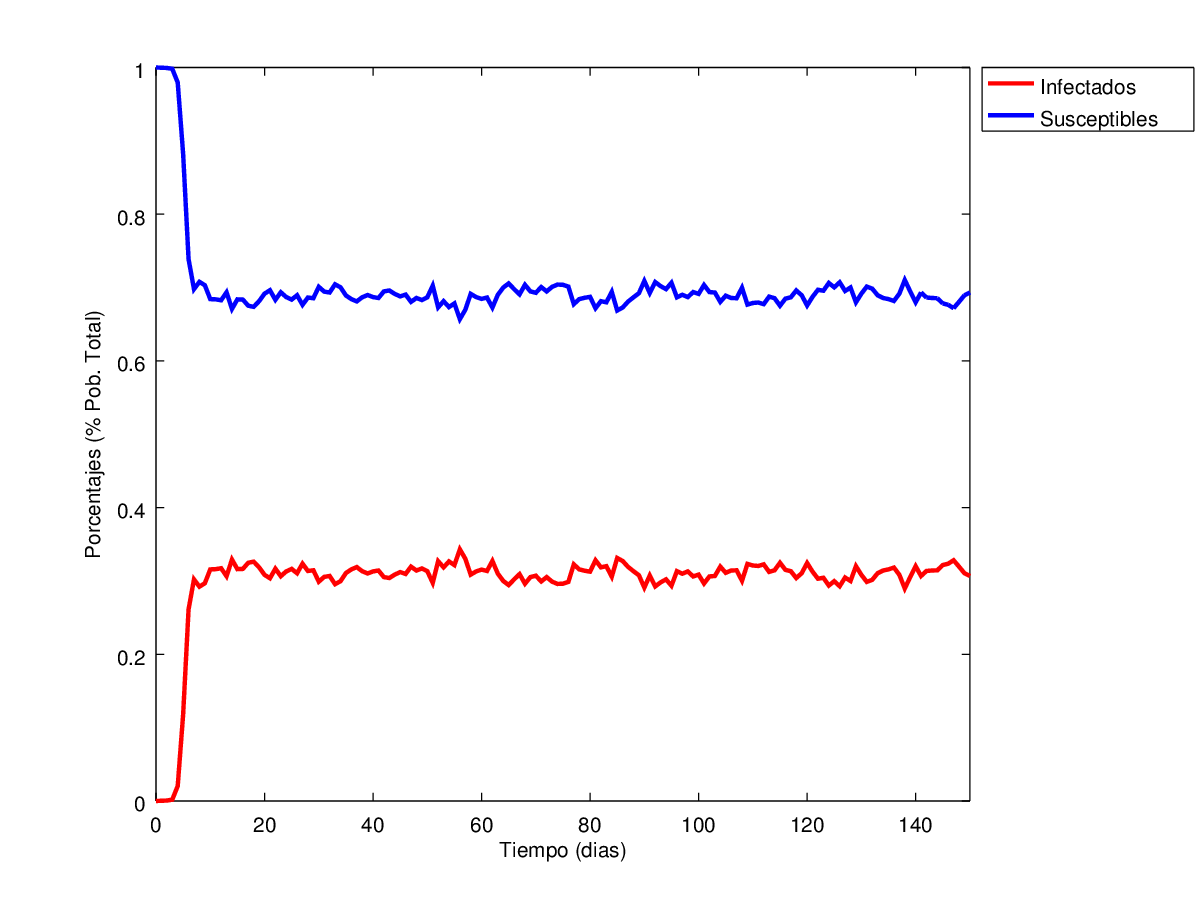 Infectados
Susceptibles
Porcentajes (% Pob. Total)
1
0.8
0.6
0.4
0.2
0
0 20 40 60 80 100 120 140
Tiempo (dias)